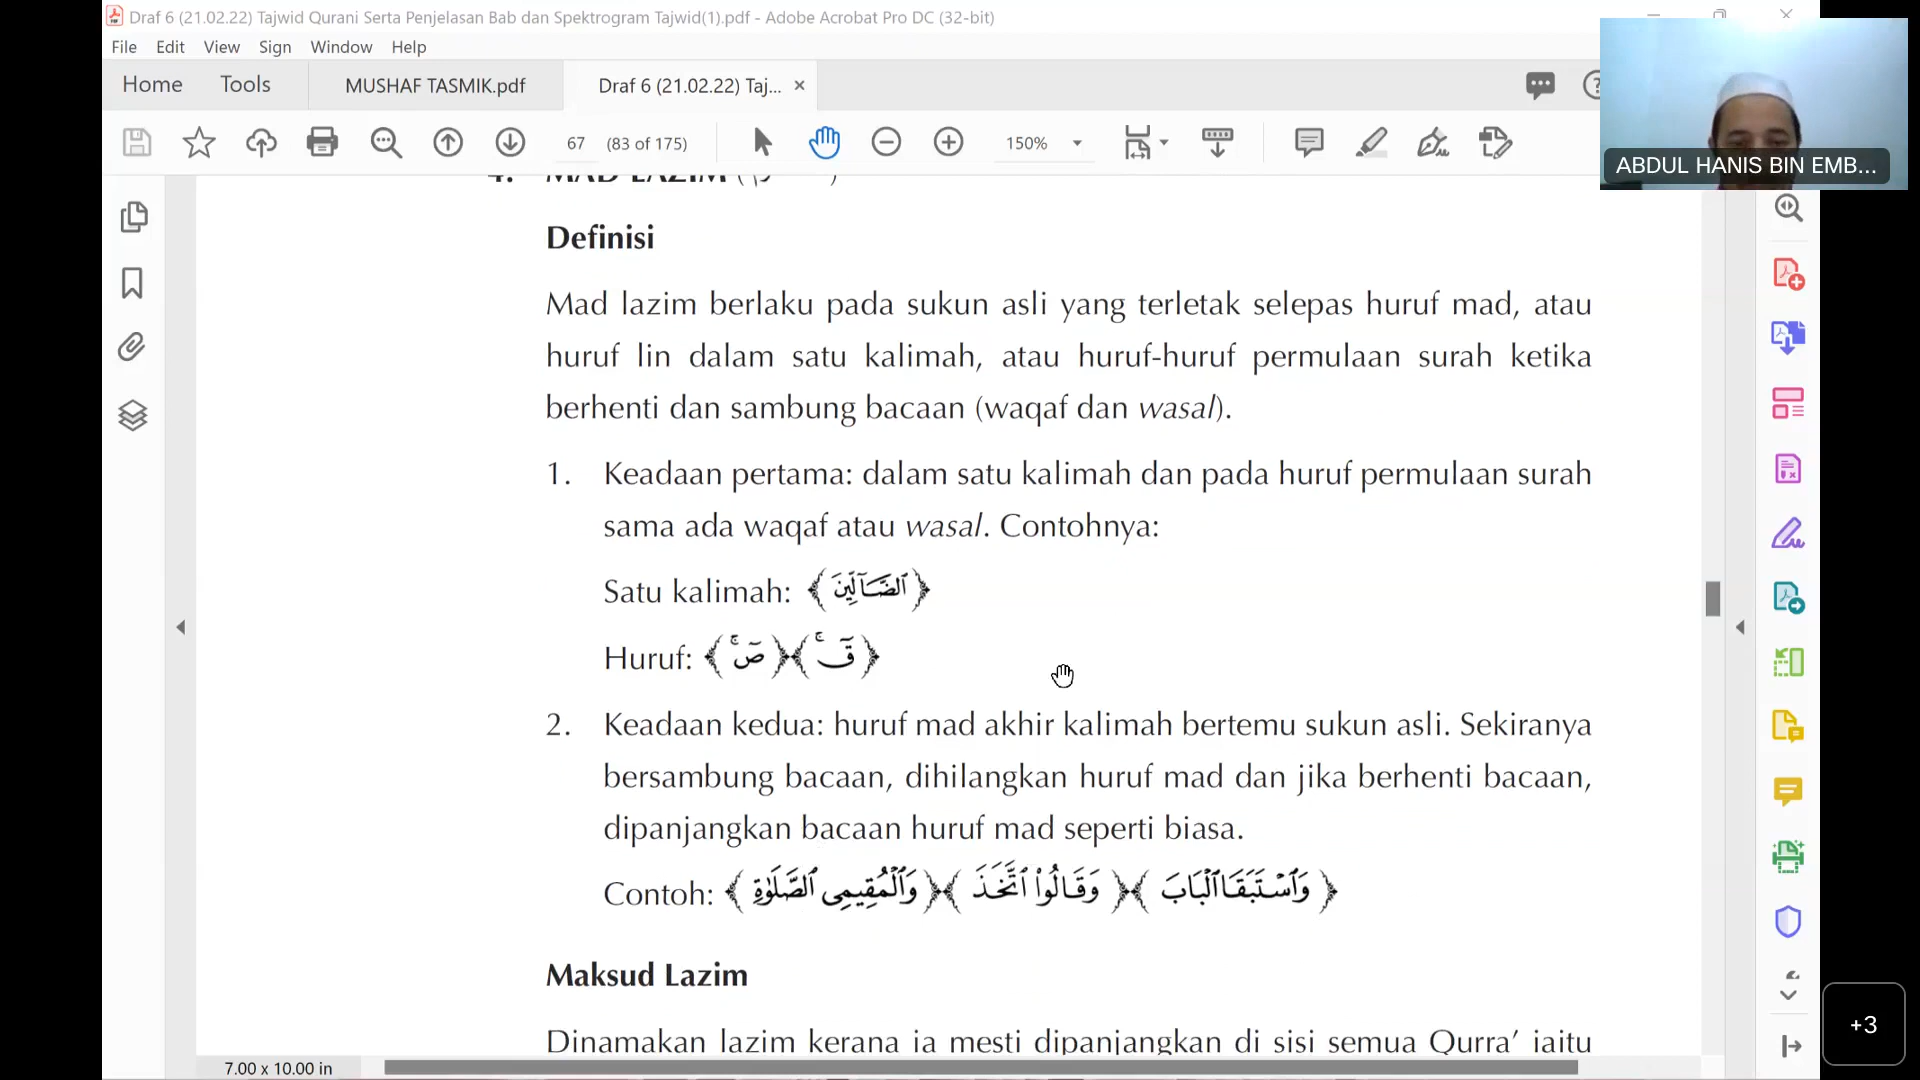 Draf 6 (21.02.22) Tajwid Qurani Serta Penjelasan Bab dan Spektrogram Tajwid(1).pdf - Adobe Acrobat Pro DC (32-bit)
File Edit View Sign Window Help
Home Tools MUSHAF TASMIK.pdf Draf 6 (21.02.22) Taj... ×
67 (83 of 175) 150%
ABDUL HANIS BIN EMB...
4. MAD LAZIM
Definisi
Mad lazim berlaku pada sukun asli yang terletak selepas huruf mad, atau
huruf lin dalam satu kalimah, atau huruf-huruf permulaan surah ketika
berhenti dan sambung bacaan (waqaf dan wasal).
1. Keadaan pertama: dalam satu kalimah dan pada huruf permulaan surah
sama ada waqaf atau wasal. Contohnya:
Satu kalimah: ﴿ٱلضَّآلِّينَ﴾
Huruf: ﴿قٓۚ﴾﴿صٓۚ﴾
2. Keadaan kedua: huruf mad akhir kalimah bertemu sukun asli. Sekiranya
bersambung bacaan, dihilangkan huruf mad dan jika berhenti bacaan,
dipanjangkan bacaan huruf mad seperti biasa.
Contoh: ﴿وَٱسْتَبَقَا ٱلْبَابَ﴾﴿وَقَالُوا۟ ٱتَّخَذَ﴾﴿وَٱلْمُقِيمِى ٱلصَّلَوٰةِ﴾
Maksud Lazim
Dinamakan lazim kerana ia mesti dipanjangkan di sisi semua Qurra’ iaitu
7.00 x 10.00 in
+3